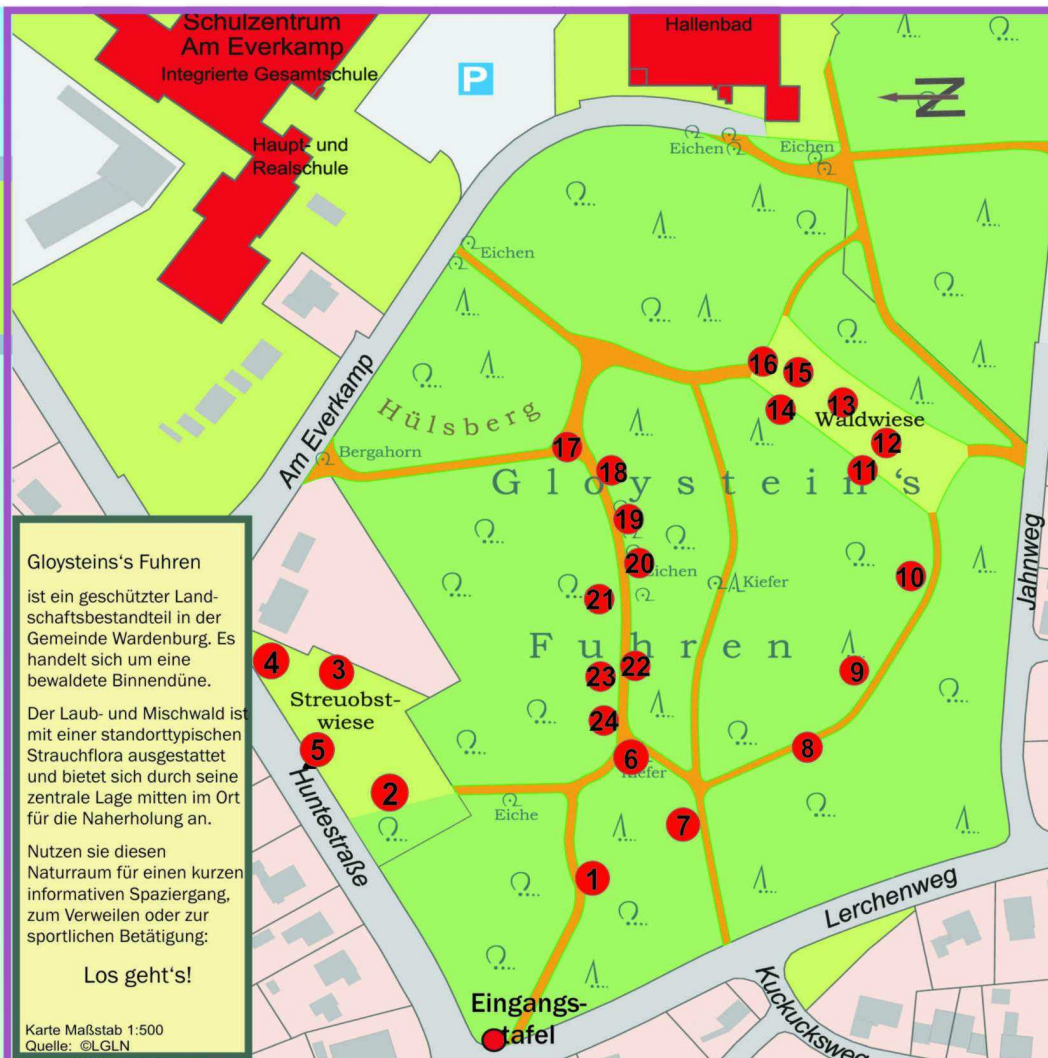 Schulzentrum
Am Everkamp
Integrierte Gesamtschule
Haupt- und
Realschule
P
Hallenbad
N
Eichen
Eichen
Eichen
Am Everkamp
Hülsberg
Bergahorn
16
15
14
13
Waldwiese
12
11
17
18
Gloystein's
19
20
Eichen
21
Kiefer
10
Jahnweg
Fuhren
22
23
24
9
8
6
Kiefer
7
4
3
Streuobst-
wiese
5
2
Huntestraße
Eiche
1
Lerchenweg
Kuckucksweg
Eingangs-
tafel
Gloysteins's Fuhren
ist ein geschützter Land-
schaftsbestandteil in der
Gemeinde Wardenburg. Es
handelt sich um eine
bewaldete Binnendüne.
Der Laub- und Mischwald ist
mit einer standorttypischen
Strauchflora ausgestattet
und bietet sich durch seine
zentrale Lage mitten im Ort
für die Naherholung an.
Nutzen sie diesen
Naturraum für einen kurzen
informativen Spaziergang,
zum Verweilen oder zur
sportlichen Betätigung:
Los geht's!
Karte Maßstab 1:500
Quelle: ©LGLN